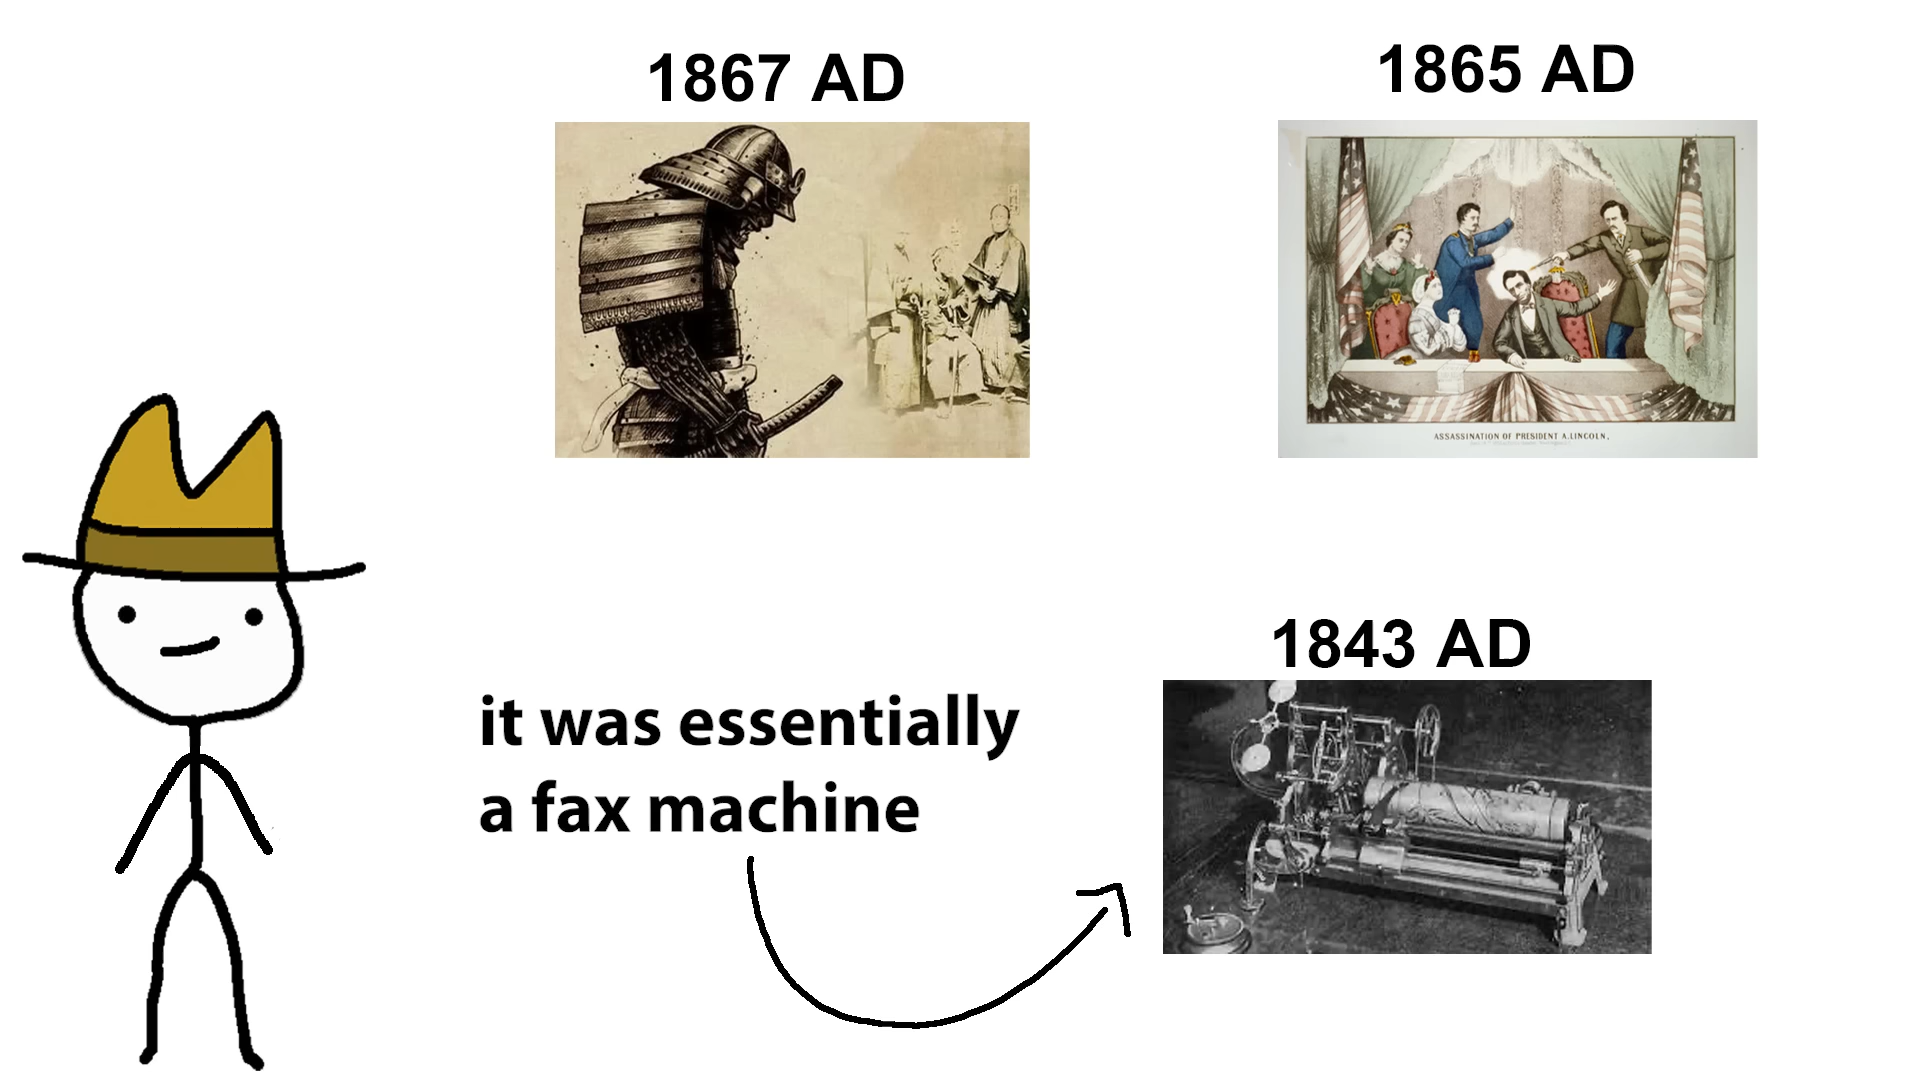 1867 AD
1865 AD
ASSASSINATION OF PRESIDENT A.LINCOLN,
1843 AD
it was essentially
a fax machine